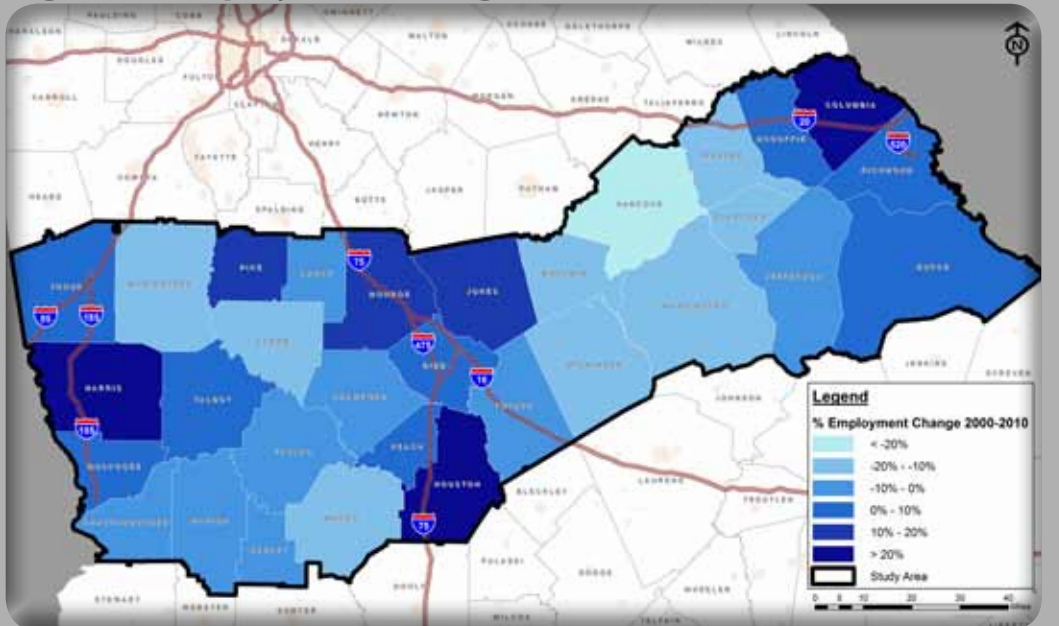 PAULDING
COBB
GWINNETT
HARALSON
DEKALB
WALTON
OGLETHORPE
WILKES
LINCOLN
N
DOUGLAS
FULTON
CARROLL
CLAYTON
NEWTON
MORGAN
GREENE
TALIAFERRO
COLUMBIA
20
520
MCDUFFIE
RICHMOND
HENRY
FAYETTE
COWETA
HEARD
SPALDING
BUTTS
JASPER
PUTNAM
HANCOCK
TROUP
PIKE
LAMAR
75
MONROE
JONES
BALDWIN
WASHINGTON
JEFFERSON
BURKE
85
185
UPSON
475
BIBB
16
WILKINSON
JENKINS
SCREVEN
HARRIS
TALBOT
CRAWFORD
TWIGGS
JOHNSON
185
MUSCOGEE
TAYLOR
PEACH
HOUSTON
BLECKLEY
LAURENS
TREUTLEN
CHATTAHOOCHEE
MARION
MACON
75
SCHLEY
PULASKI
DODGE
WHEELER
STEWART
WEBSTER
SUMTER
DOOLY
WILCOX
TELFAIR
Legend
% Employment Change 2000-2010
< -20%
-20% - -10%
-10% - 0%
0% - 10%
10% - 20%
> 20%
Study Area
0 5 10 20 30 40
Miles